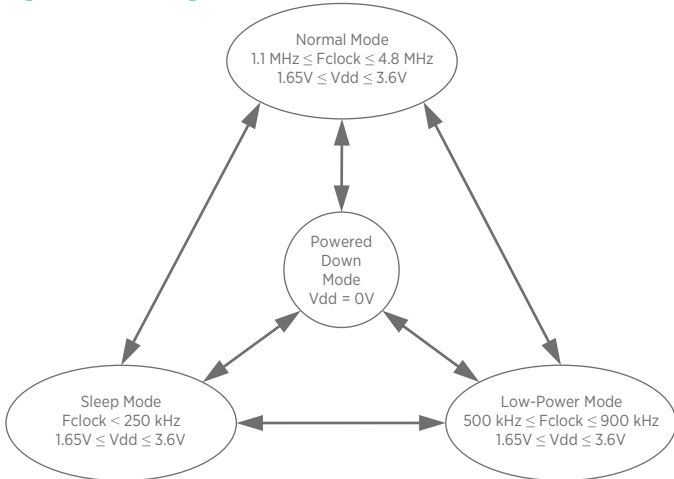 Normal Mode
1.1 MHz ≤ Fclock ≤ 4.8 MHz
1.65V ≤ Vdd ≤ 3.6V
Powered
Down
Mode
Vdd = 0V
Sleep Mode
Fclock < 250 kHz
1.65V ≤ Vdd ≤ 3.6V
Low-Power Mode
500 kHz ≤ Fclock ≤ 900 kHz
1.65V ≤ Vdd ≤ 3.6V